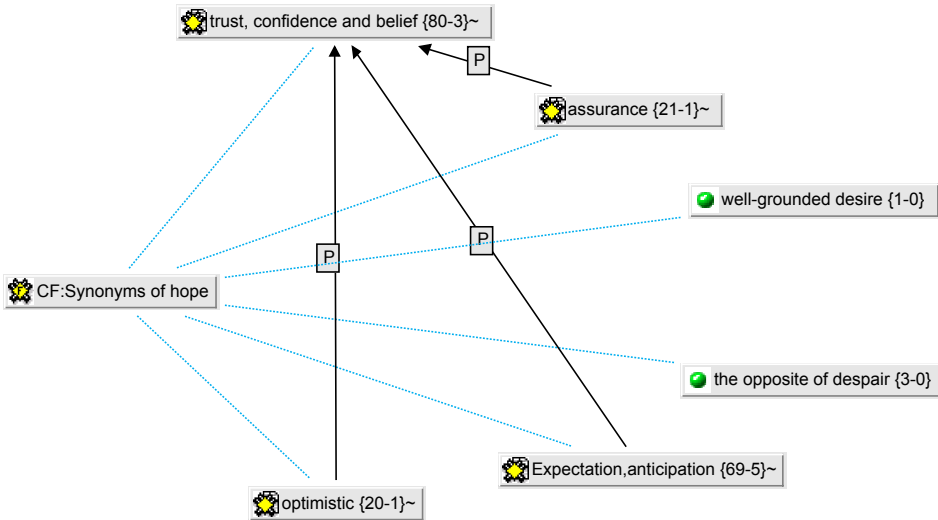 trust, confidence and belief {80-3}~
P
assurance {21-1}~
well-grounded desire {1-0}
P
P
F CF:Synonyms of hope
the opposite of despair {3-0}
Expectation,anticipation {69-5}~
optimistic {20-1}~